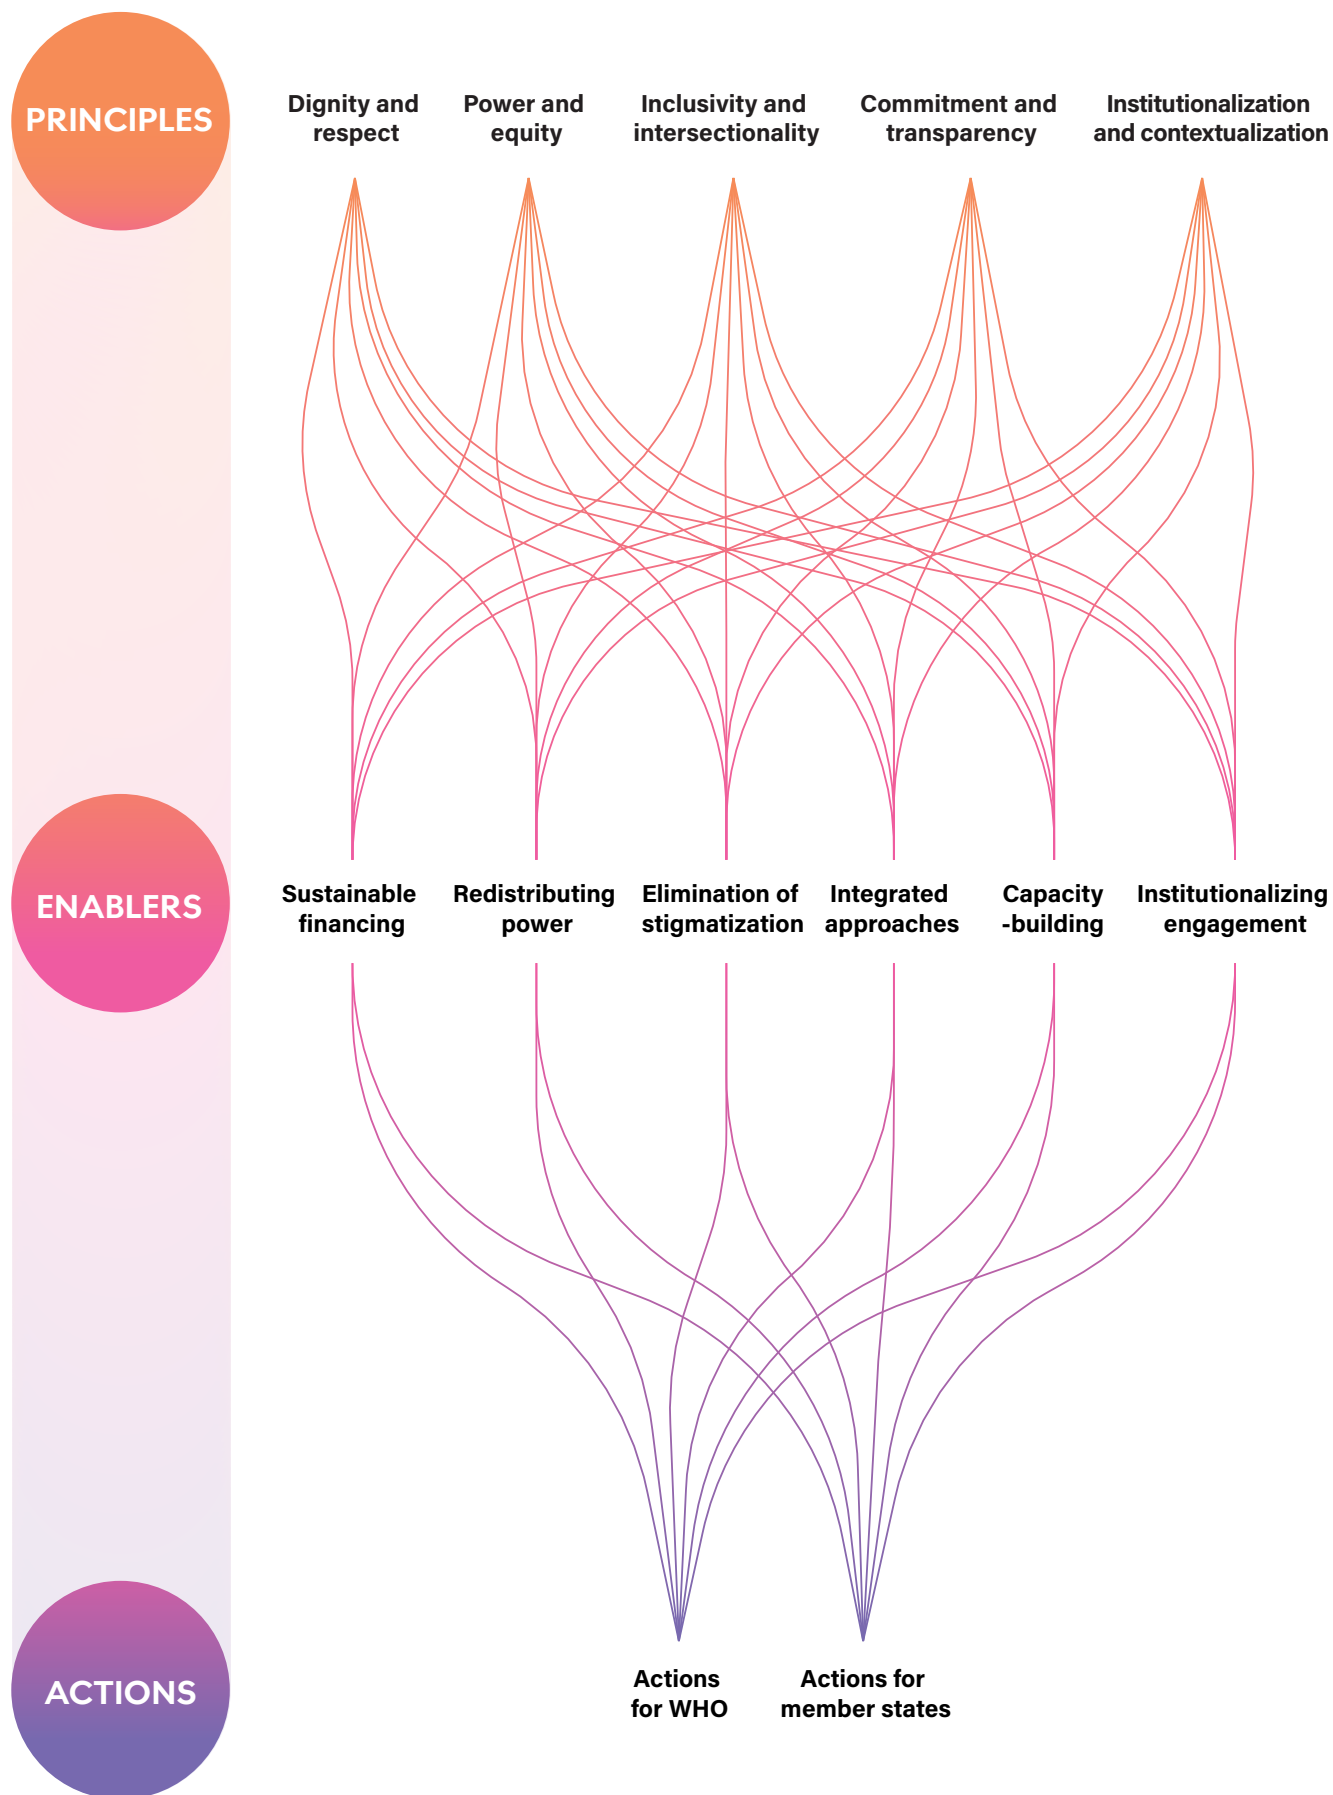 PRINCIPLES
Dignity and
respect
Power and
equity
Inclusivity and
intersectionality
Commitment and
transparency
Institutionalization
and contextualization
ENABLERS
Sustainable
financing
Redistributing
power
Elimination of
stigmatization
Integrated
approaches
Capacity
-building
Institutionalizing
engagement
ACTIONS
Actions
for WHO
Actions for
member states